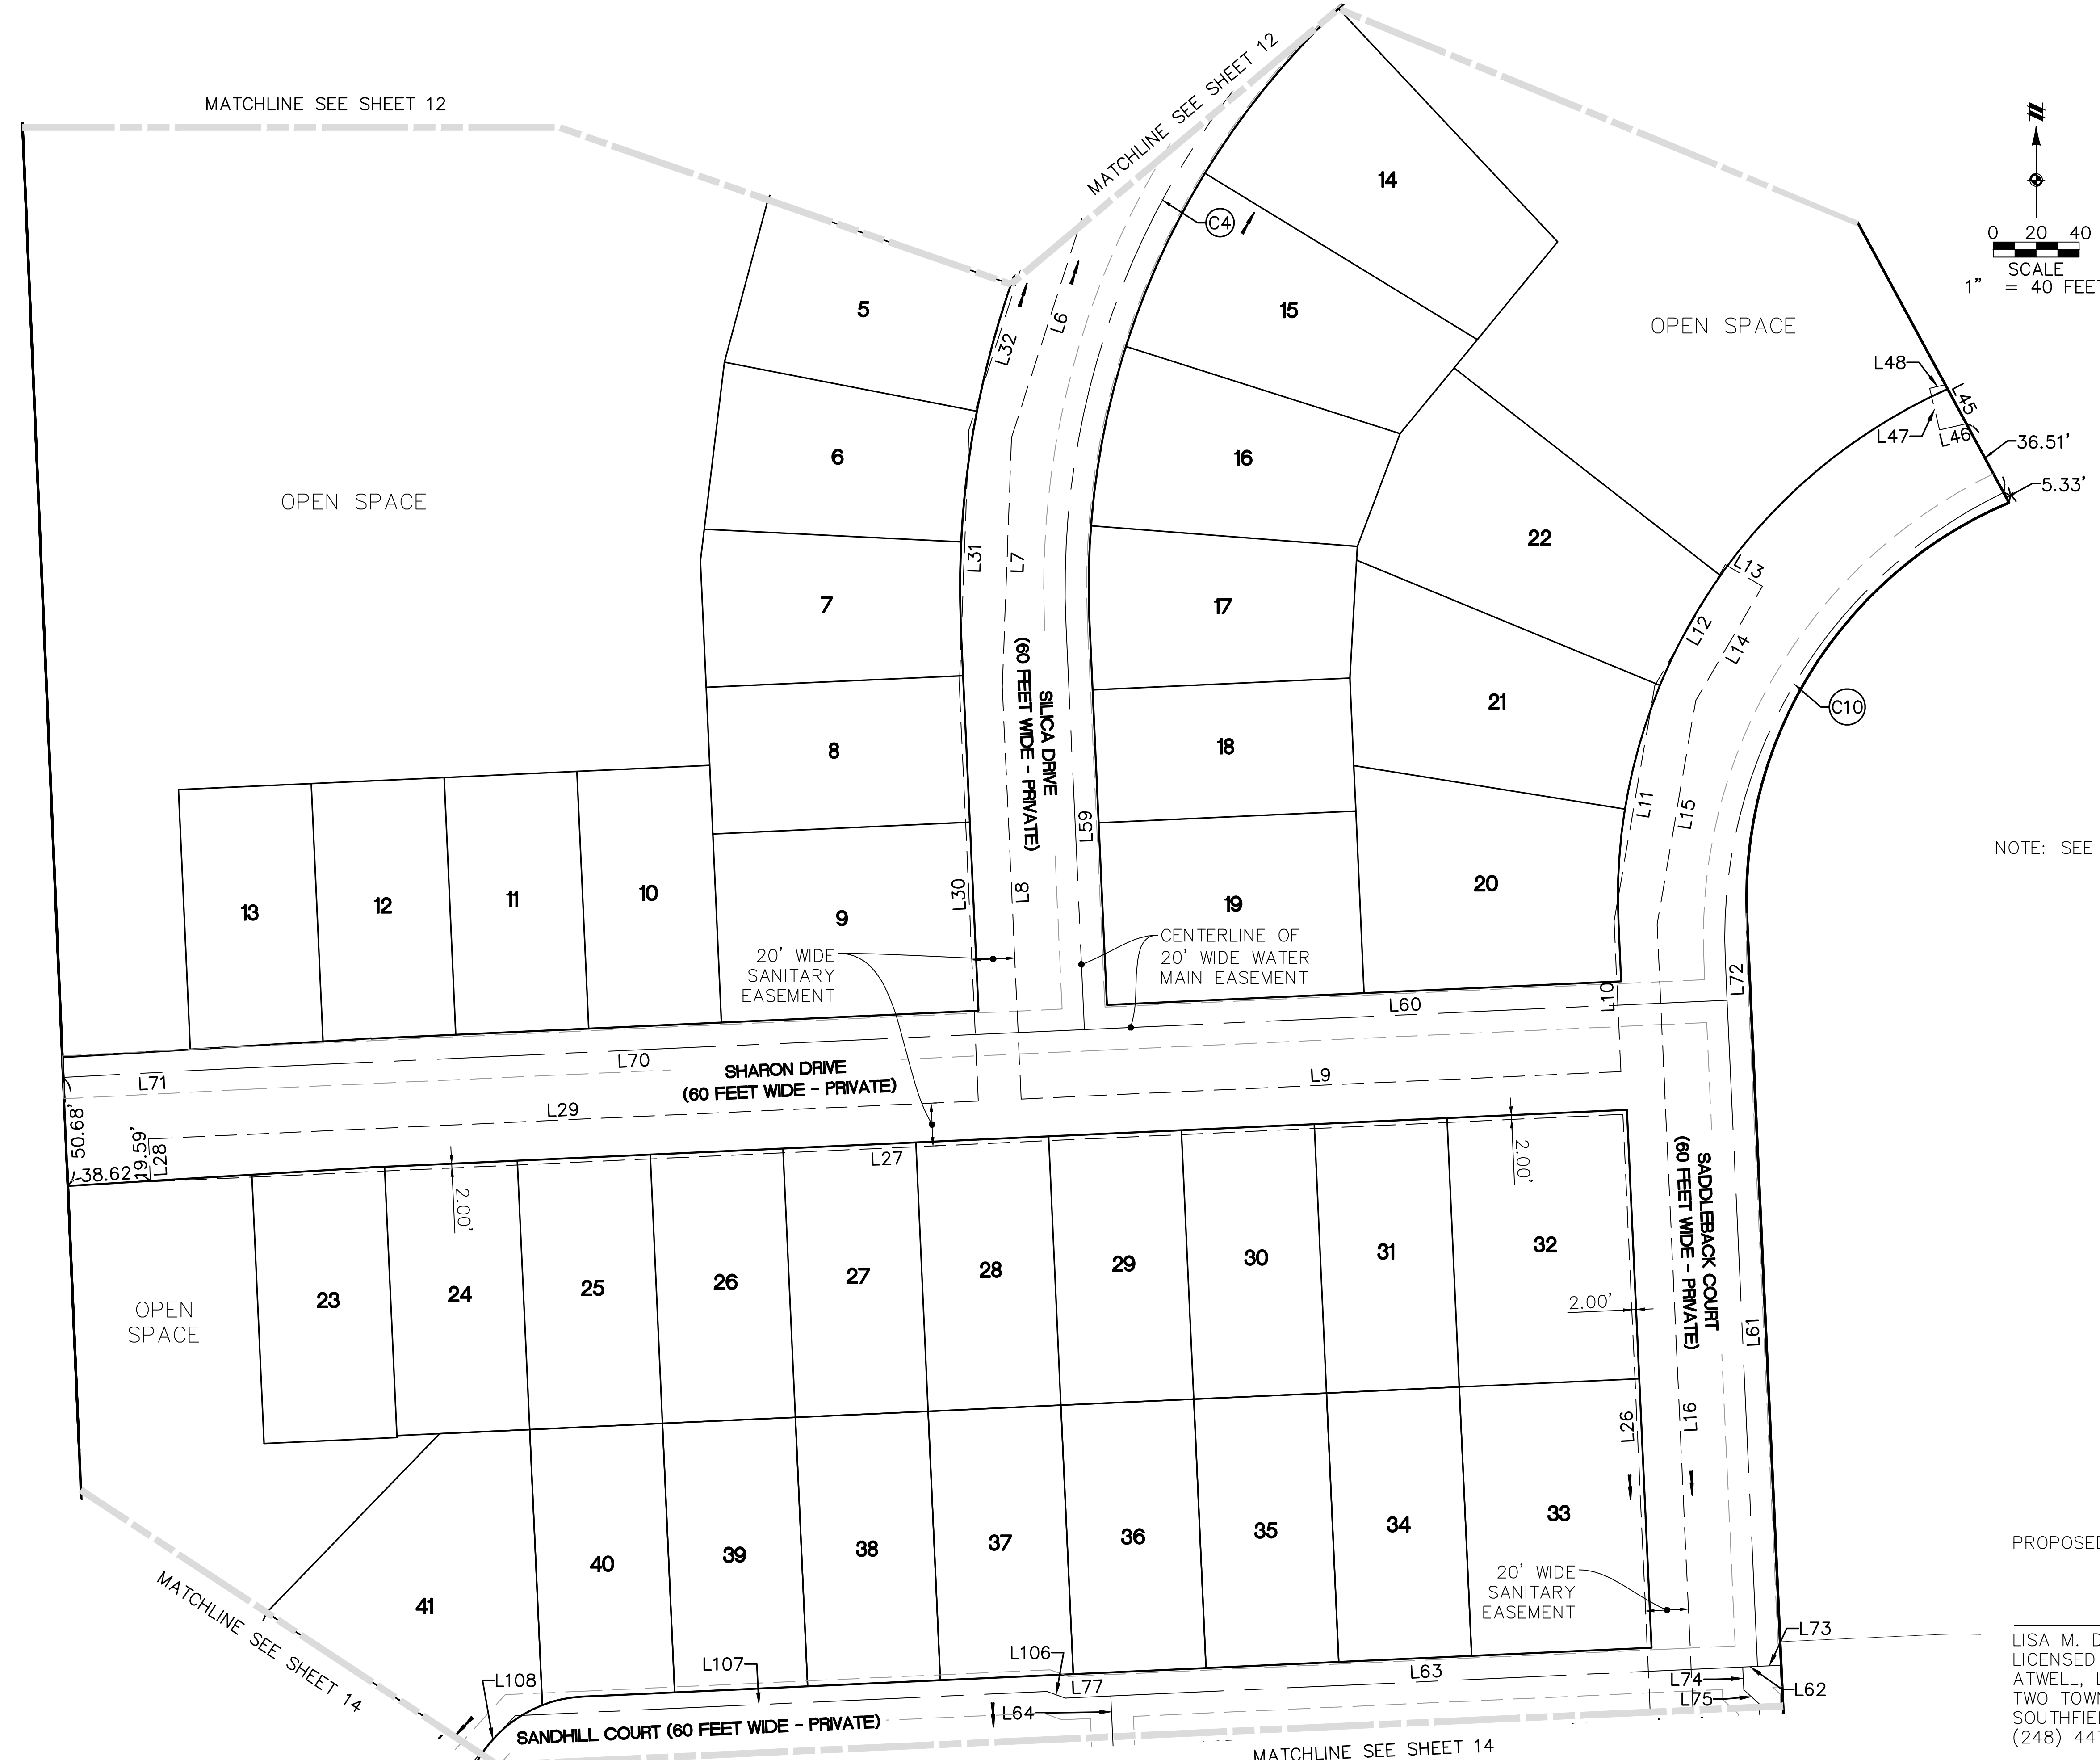 MATCHLINE SEE SHEET 12
MATCHLINE SEE SHEET 12
14
C4
0 20 40
SCALE
1" = 40 FEET
5
L32
L6
15
OPEN SPACE
L48
L45
L47
L46
36.51'
5.33'
6
16
OPEN SPACE
22
L31
L7
7
17
L13
L12
L14
SILICA DRIVE
(60 FEET WIDE - PRIVATE)
21
C10
8
18
L59
L11
L15
NOTE: SEE
13
12
11
10
9
L30
L8
19
20
20' WIDE
SANITARY
EASEMENT
CENTERLINE OF
20' WIDE WATER
MAIN EASEMENT
L10
L72
L60
L70
L71
SHARON DRIVE
(60 FEET WIDE - PRIVATE)
L9
L29
50.68'
19.59'
L28
38.62
L27
2.00'
2.00'
SADDLEBACK COURT
(60 FEET WIDE - PRIVATE)
23
24
25
26
27
28
29
30
31
32
OPEN
SPACE
2.00'
L61
L26
L16
41
40
39
38
37
36
35
34
33
20' WIDE
SANITARY
EASEMENT
PROPOSED
MATCHLINE SEE SHEET 14
L108
L107
L106
L77
L63
L73
L74
L75
L62
L64
SANDHILL COURT (60 FEET WIDE - PRIVATE)
MATCHLINE SEE SHEET 14
LISA M.
LICENSED
ATWELL,
TWO
(248)